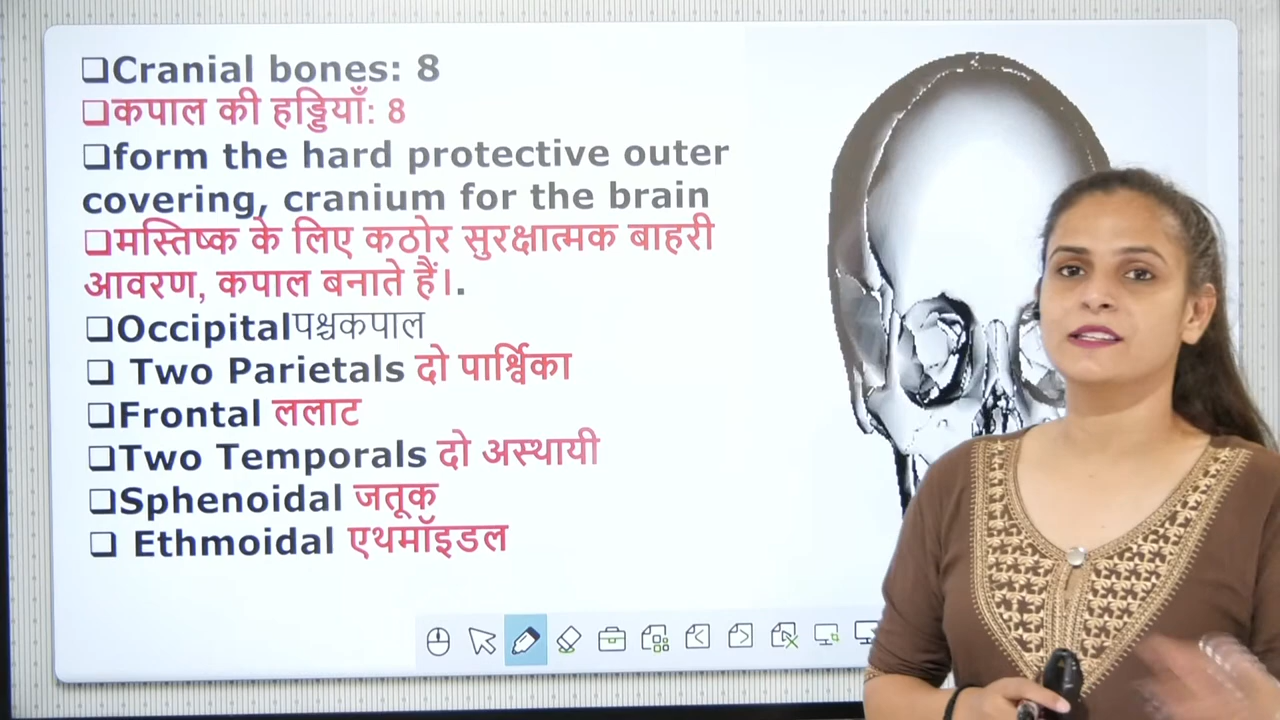 ❑Cranial bones: 8
❑कपाल की हड्डियाँ: 8
❑form the hard protective outer
covering, cranium for the brain
❑मस्तिष्क के लिए कठोर सुरक्षात्मक बाहरी
आवरण, कपाल बनाते हैं।.
❑Occipitalपश्चकपाल
❑ Two Parietals दो पार्श्विका
❑Frontal ललाट
❑Two Temporals दो अस्थायी
❑Sphenoidal जतूक
❑ Ethmoidal एथमॉइडल